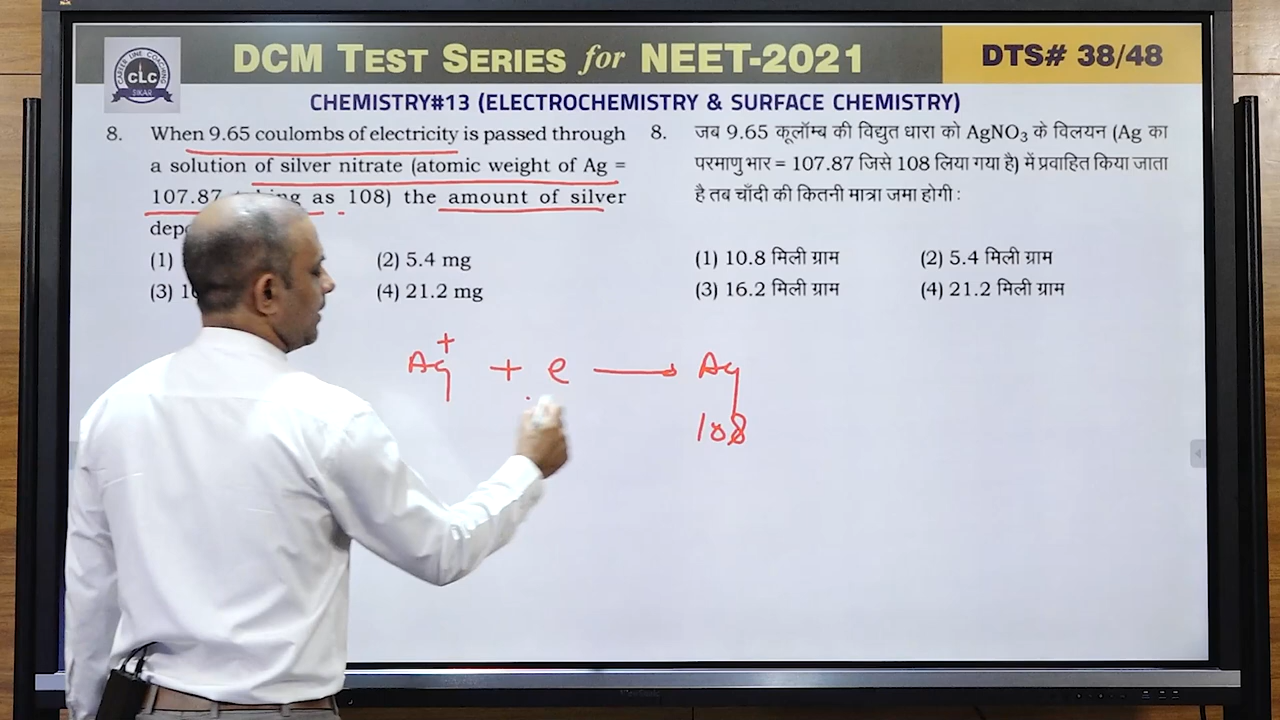 DCM TEST SERIES for NEET-2021
DTS# 38/48
CLC
SIKAR
CHEMISTRY#13 (ELECTROCHEMISTRY & SURFACE CHEMISTRY)
8. When 9.65 coulombs of electricity is passed through
a solution of silver nitrate (atomic weight of Ag =
107.87 as 108) the amount of silver
(1)
(2) 5.4 mg
(3)
(4) 21.2 mg
8. जब 9.65 कूलॉम्ब की विद्युत धारा को AgNO₃ के विलयन (Ag का
परमाणु भार = 107.87 जिसे 108 लिया गया है) में प्रवाहित किया जाता
है तब चाँदी की कितनी मात्रा जमा होगी :
(1) 10.8 मिली ग्राम
(2) 5.4 मिली ग्राम
(3) 16.2 मिली ग्राम
(4) 21.2 मिली ग्राम
Ag⁺ + e → Ag
108